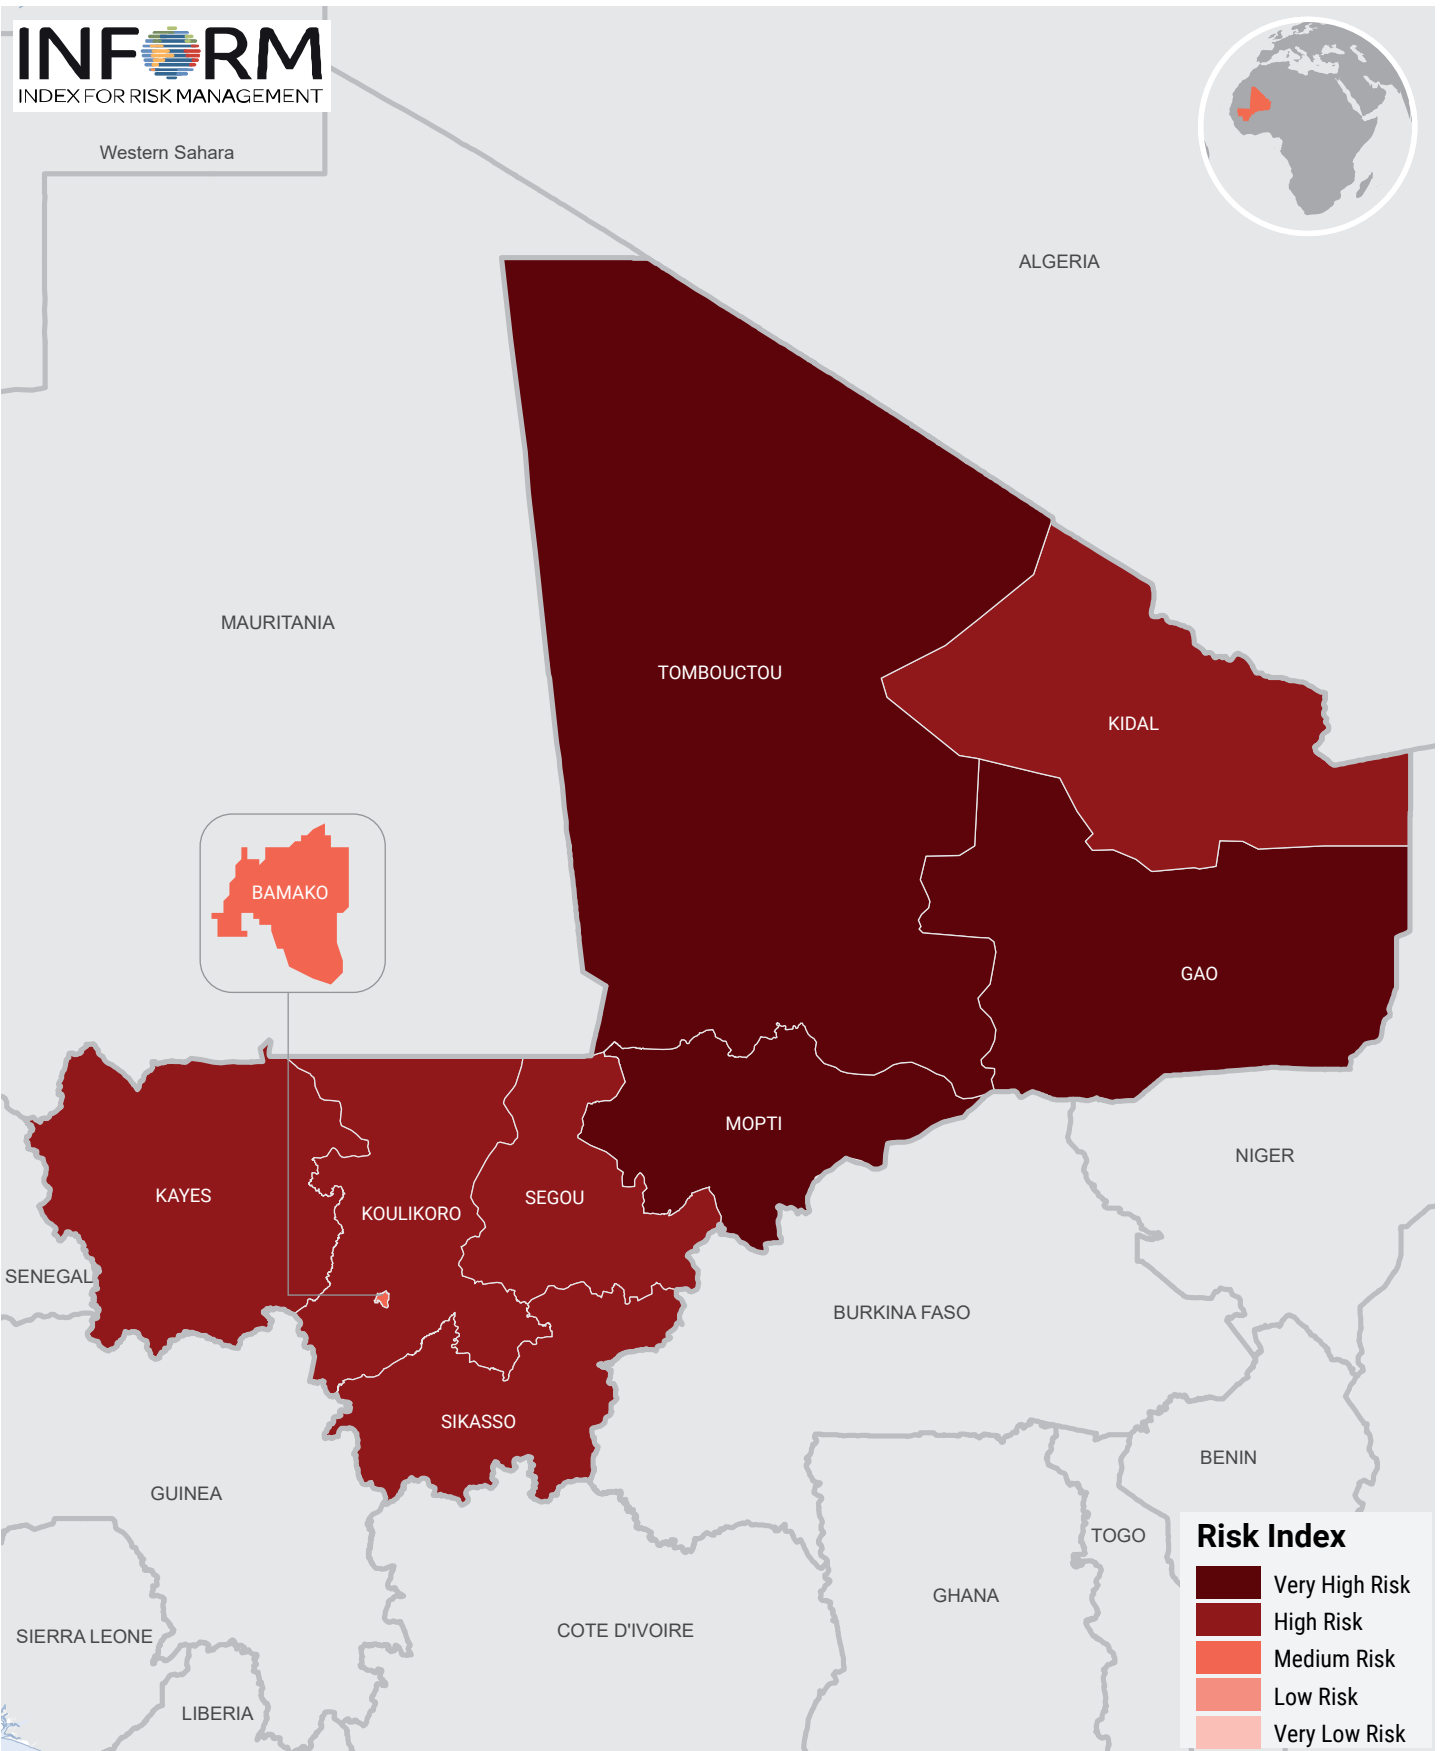 INFORM
INDEX FOR RISK MANAGEMENT
Western Sahara
ALGERIA
MAURITANIA
TOMBOUCTOU
KIDAL
BAMAKO
GAO
MOPTI
NIGER
KAYES
SEGOU
KOULIKORO
SENEGAL
BURKINA FASO
SIKASSO
BENIN
GUINEA
TOGO
GHANA
COTE D'IVOIRE
SIERRA LEONE
LIBERIA
Risk Index
Very High Risk
High Risk
Medium Risk
Low Risk
Very Low Risk